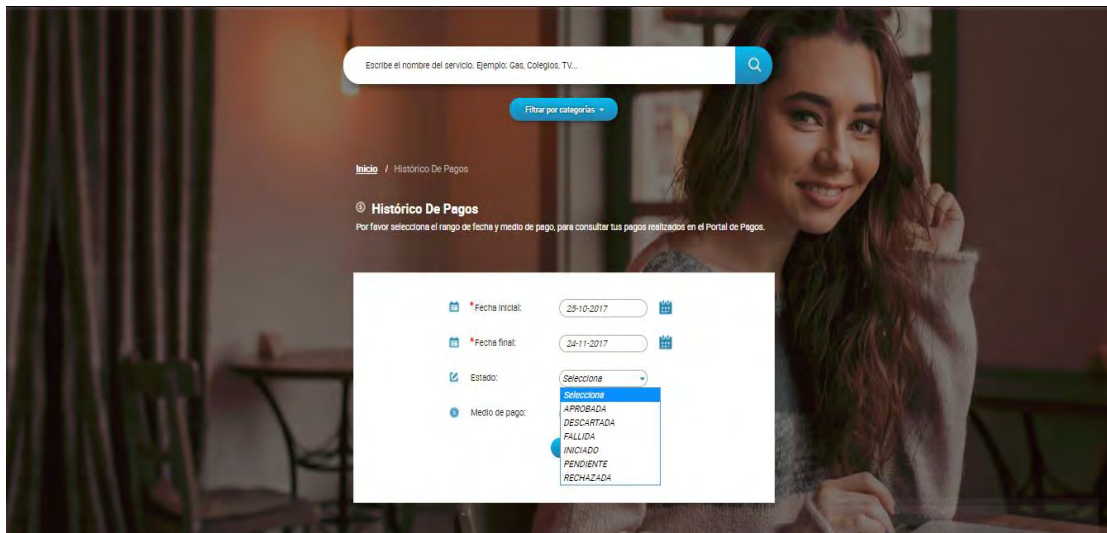 Escribe el nombre del servicio. Ejemplo: Gas, Colegios, TV...
Filtrar por categorías
Inicio / Histórico De Pagos
Histórico De Pagos
Por favor selecciona el rango de fecha y medio de pago, para consultar tus pagos realizados en el Portal de Pagos.
*Fecha inicial: 25-10-2017
*Fecha final: 24-11-2017
Estado: Selecciona
Selecciona
Medio de pago:
APROBADA
DESCARTADA
FALLIDA
INICIADO
PENDIENTE
RECHAZADA